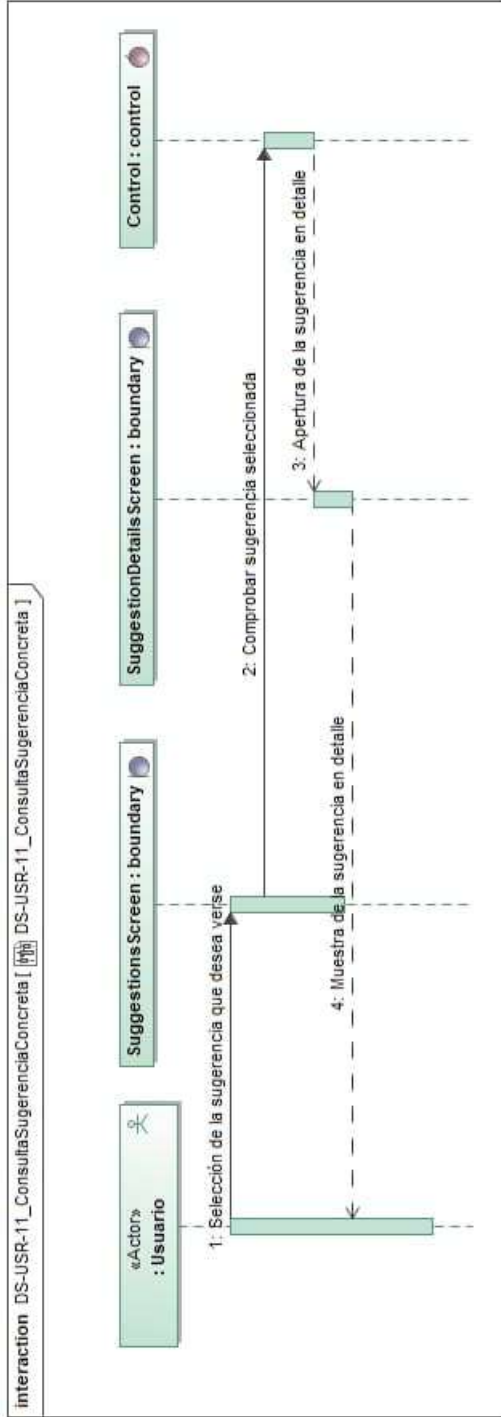 interaction DS-USR-11_ConsultaSugerenciaConcreta [ DS-USR-11_ConsultaSugerenciaConcreta ]
«Actor»
: Usuario
SuggestionsScreen : boundary
SuggestionDetailsScreen : boundary
Control : control
1: Selección de la sugerencia que desea verse
2: Comprobar sugerencia seleccionada
3: Apertura de la sugerencia en detalle
4: Muestra de la sugerencia en detalle